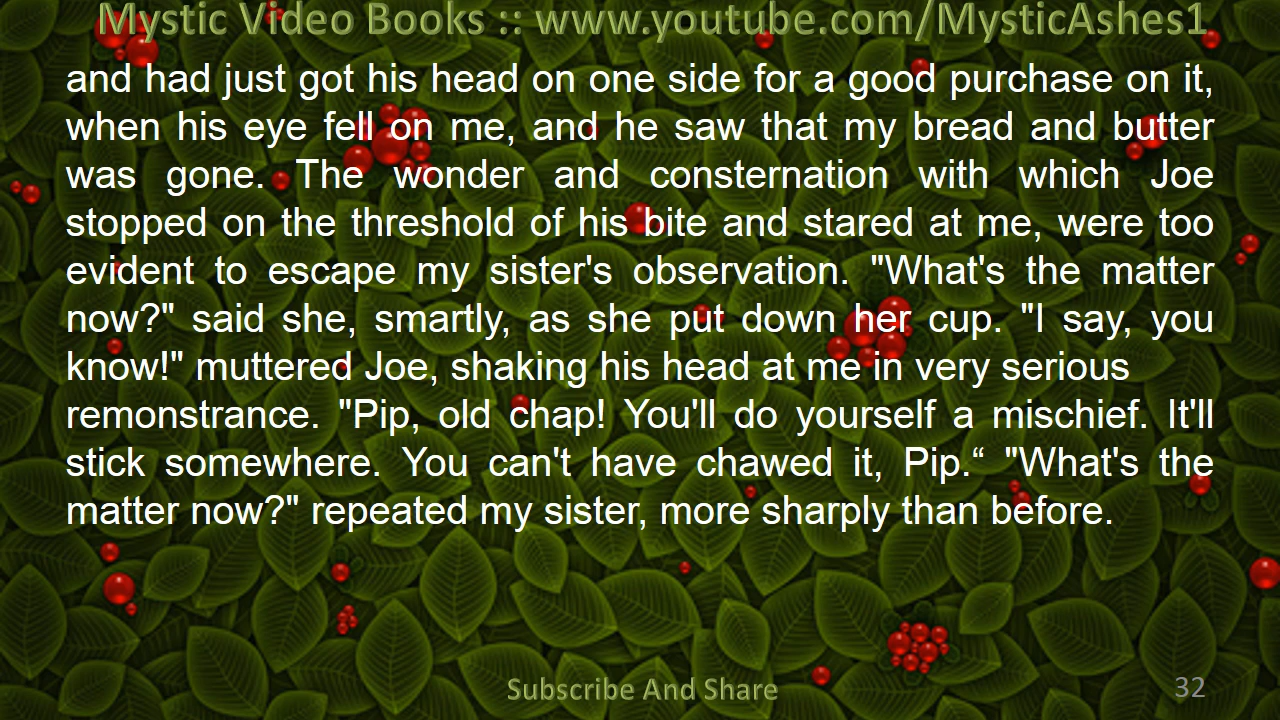 Mystic Video Books :: www.youtube.com/MysticAshes1
and had just got his head on one side for a good purchase on it,
when his eye fell on me, and he saw that my bread and butter
was gone. The wonder and consternation with which Joe
stopped on the threshold of his bite and stared at me, were too
evident to escape my sister's observation. "What's the matter
now?" said she, smartly, as she put down her cup. "I say, you
know!" muttered Joe, shaking his head at me in very serious
remonstrance. "Pip, old chap! You'll do yourself a mischief. It'll
stick somewhere. You can't have chawed it, Pip.“ "What's the
matter now?" repeated my sister, more sharply than before.
Subscribe And Share
32